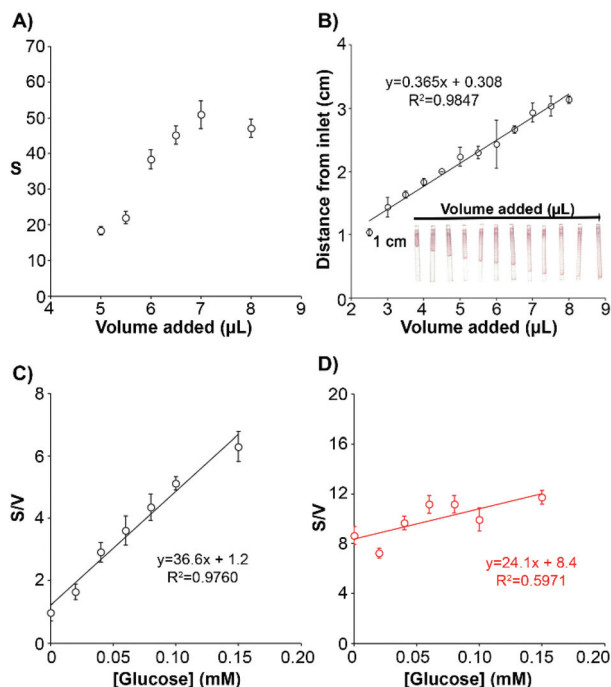 A)
70
60
50
40
30
20
10
0
S
4
5
6
7
8
9
Volume added (µL)
B)
4
3
2
1
0
Distance from inlet (cm)
y=0.365x + 0.308
R²=0.9847
Volume added (µL)
1 cm
2
3
4
5
6
7
8
9
Volume added (µL)
C)
8
6
4
2
0
S/V
y=36.6x + 1.2
R²=0.9760
0
0.05
0.10
0.15
0.20
[Glucose] (mM)
D)
20
16
12
8
4
0
S/V
y=24.1x + 8.4
R²=0.5971
0
0.05
0.10
0.15
0.20
[Glucose] (mM)